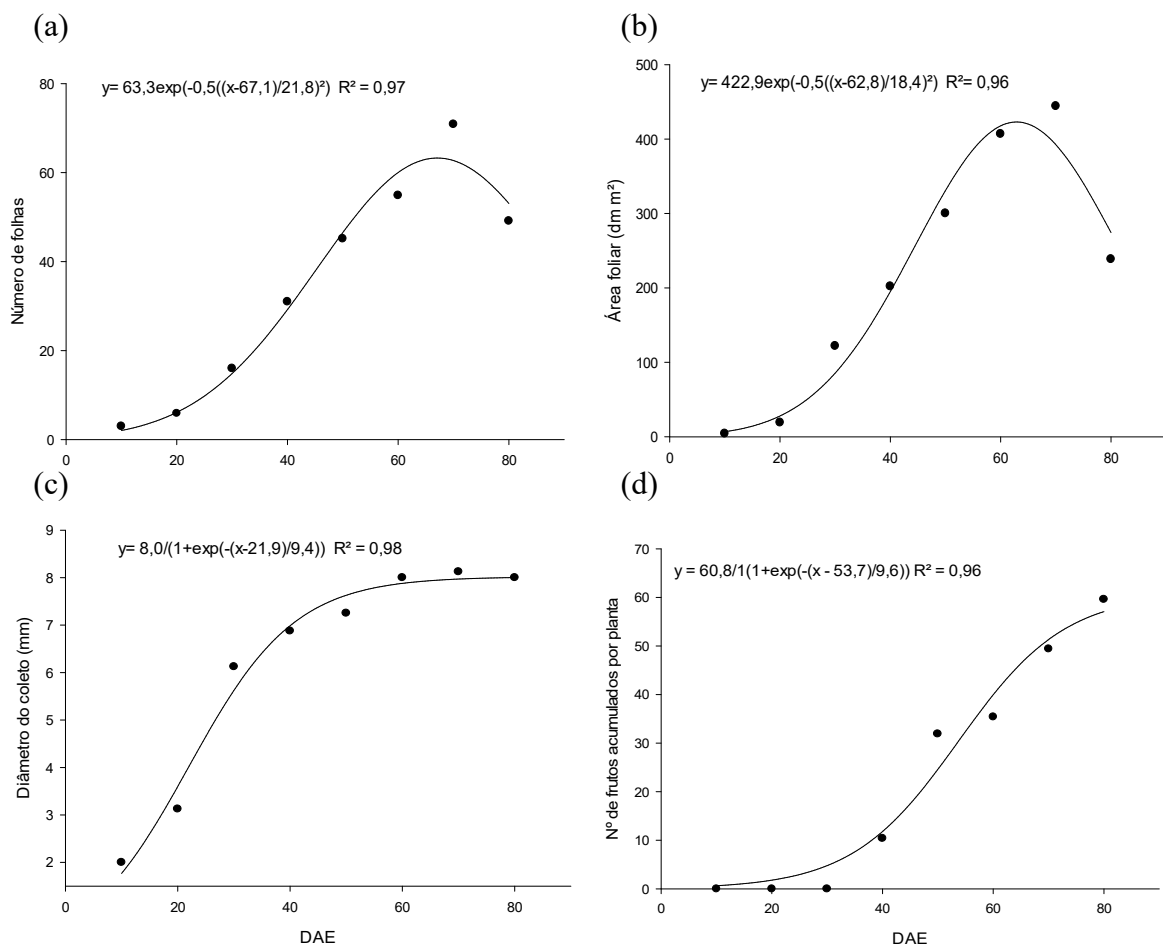 (a)
y= 63,3exp(-0,5((x-67,1)/21,8)²) R² = 0,97
80
60
40
20
0
Número de folhas
0 20 40 60 80
(b)
y= 422,9exp(-0,5((x-62,8)/18,4)²) R²= 0,96
500
400
300
200
100
0
Área foliar (dm m²)
0 20 40 60 80
(c)
y= 8,0/(1+exp(-(x-21,9)/9,4)) R² = 0,98
9
8
7
6
5
4
3
2
Diâmetro do coleto (mm)
0 20 40 60 80
DAE
(d)
y = 60,8/1(1+exp(-(x - 53,7)/9,6)) R² = 0,96
70
60
50
40
30
20
10
0
Nº de frutos acumulados por planta
0 20 40 60 80
DAE